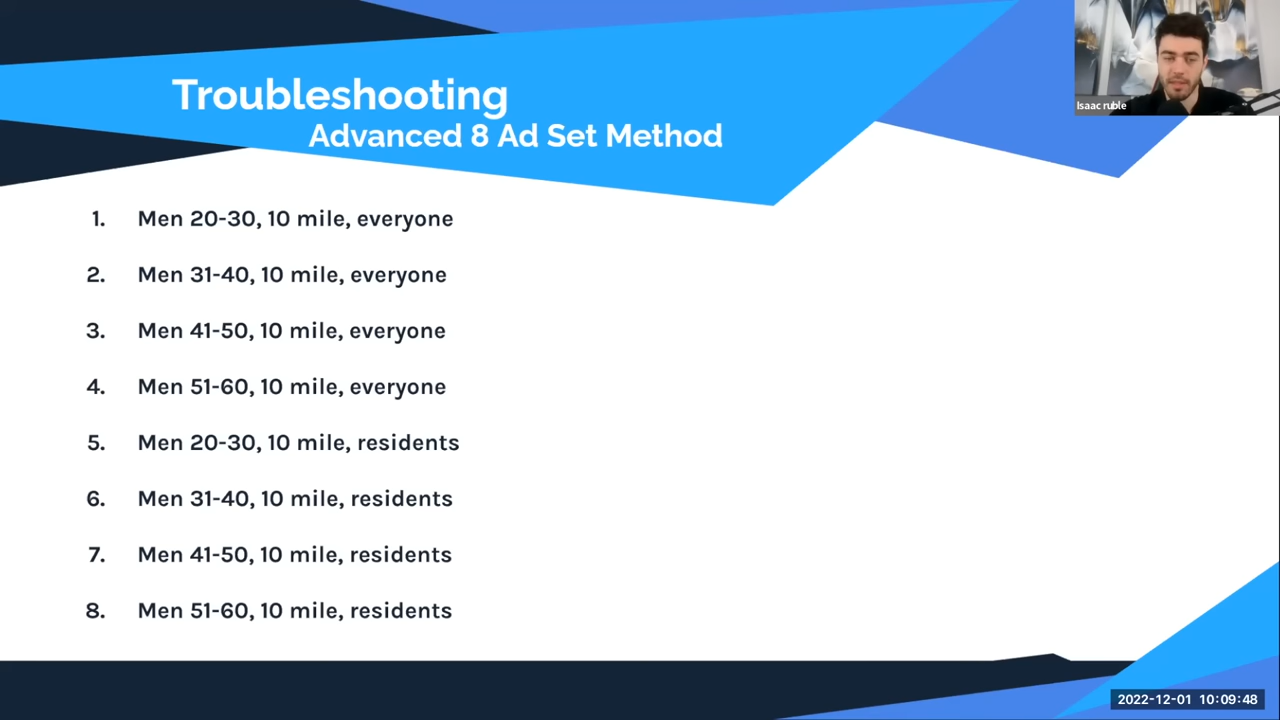 Troubleshooting
Advanced 8 Ad Set Method
Isaac ruble
1. Men 20-30, 10 mile, everyone
2. Men 31-40, 10 mile, everyone
3. Men 41-50, 10 mile, everyone
4. Men 51-60, 10 mile, everyone
5. Men 20-30, 10 mile, residents
6. Men 31-40, 10 mile, residents
7. Men 41-50, 10 mile, residents
8. Men 51-60, 10 mile, residents
2022-12-01 10:09:48